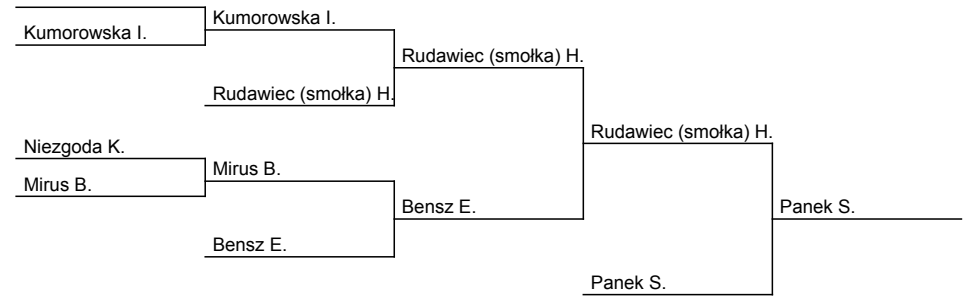 Kumorowska I.
Kumorowska I.
Rudawiec (smołka) H.
Rudawiec (smołka) H.
Niezgoda K.
Mirus B.
Mirus B.
Bensz E.
Bensz E.
Rudawiec (smołka) H.
Panek S.
Panek S.